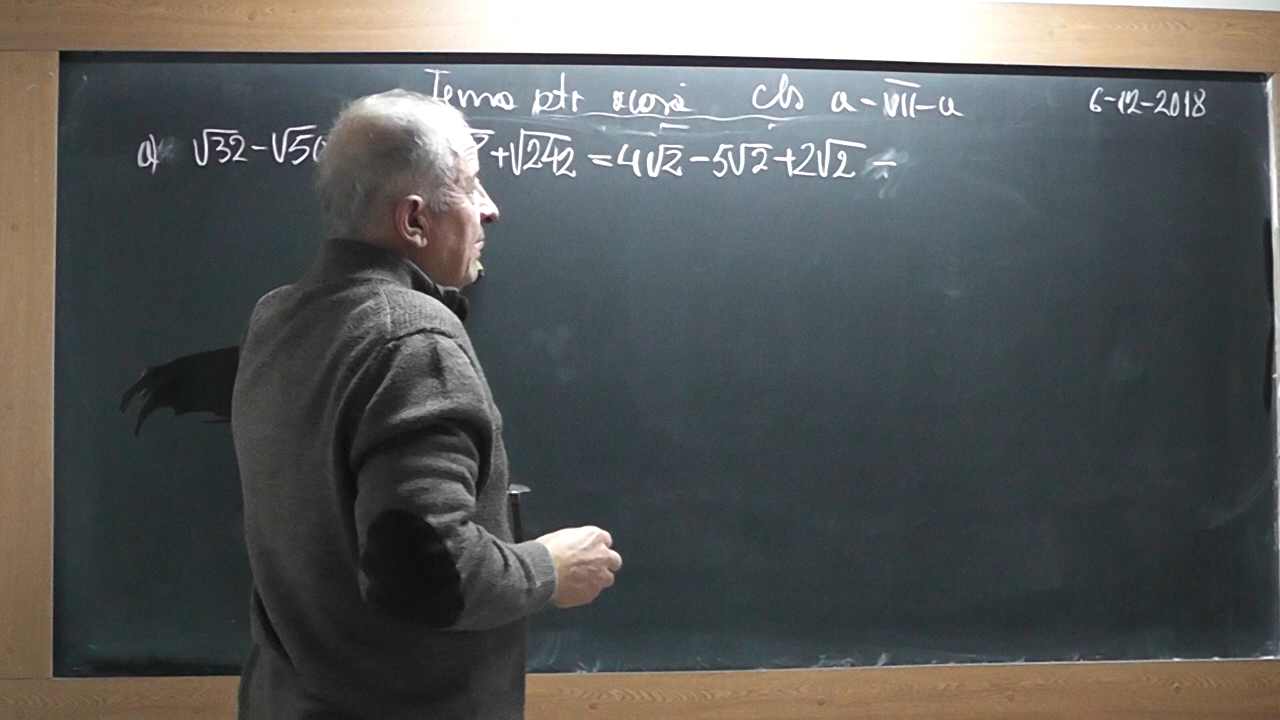 Tema ptr acasă cls a-VII-a 6-12-2018
a) √32-√50 +√242 =4√2-5√2+2√2-